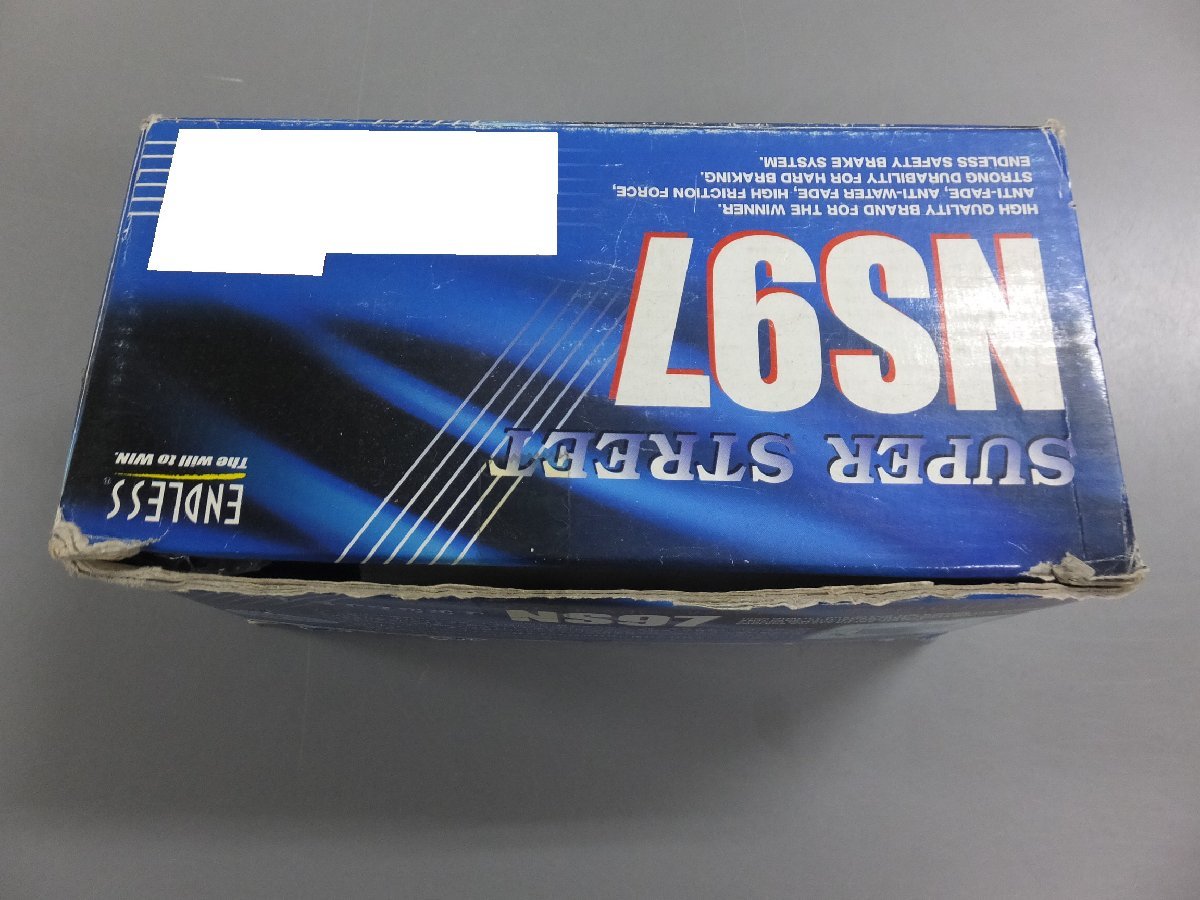 SUPER STREET
NS97
HIGH QUALITY BRAND FOR THE WINNER.
ANTI-FADE, ANTI-WATER FADE, HIGH FRICTION FORCE,
STRONG DURABILITY FOR HARD BRAKING.
ENDLESS SAFETY BRAKE SYSTEM.
ENDLESS®
The will to WIN.
NS97